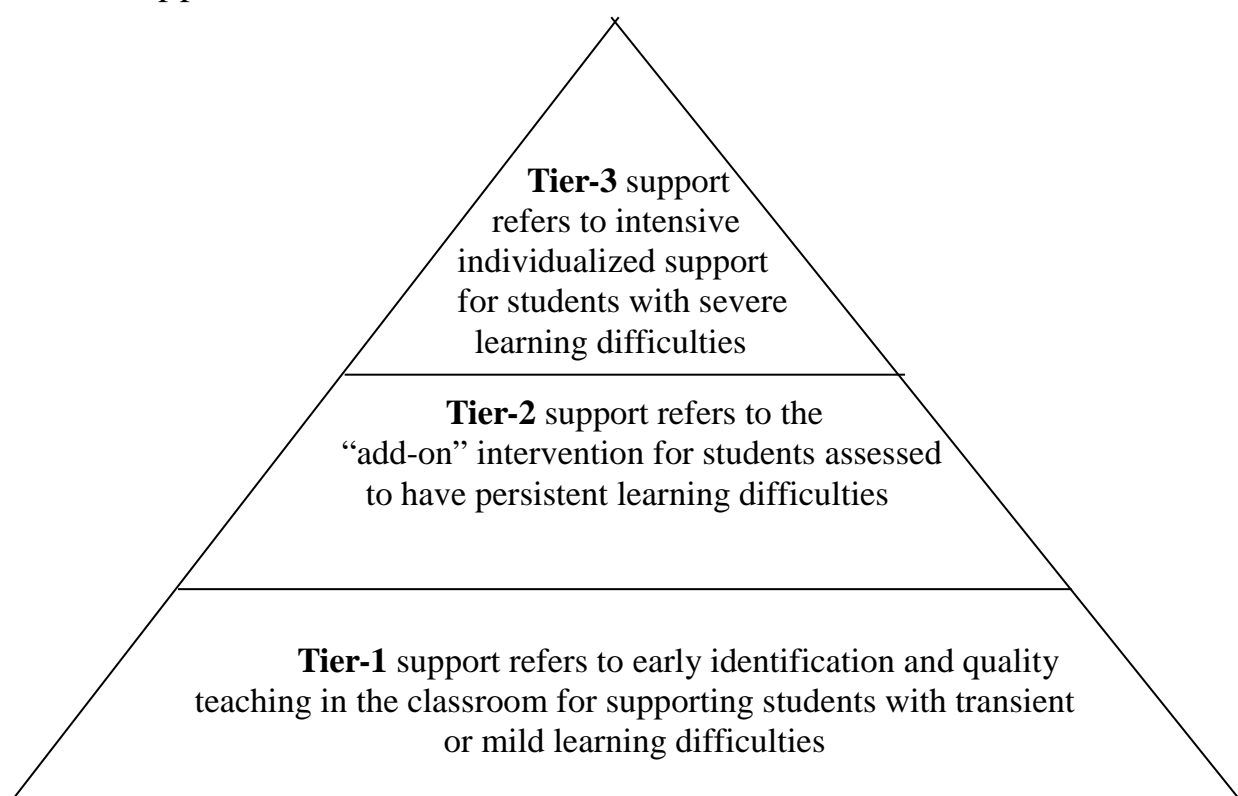 Tier-3 support
refers to intensive
individualized support
for students with severe
learning difficulties
Tier-2 support refers to the
“add-on” intervention for students assessed
to have persistent learning difficulties
Tier-1 support refers to early identification and quality
teaching in the classroom for supporting students with transient
or mild learning difficulties